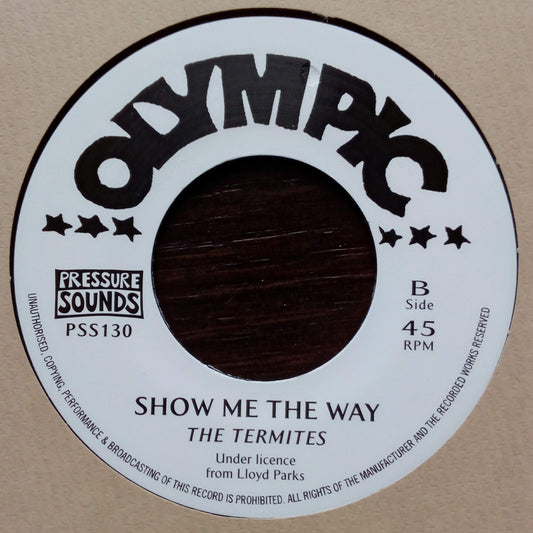 OLYMPIC
PRESSURE
SOUNDS
PSS130
B
Side
45
RPM
SHOW ME THE WAY
THE TERMITES
Under licence
from Lloyd Parks
UNAUTHORISED, COPYING, PERFORMANCE & BROADCASTING OF THIS RECORD IS PROHIBITED. ALL RIGHTS OF THE MANUFACTURER AND THE RECORDED WORKS RESERVED